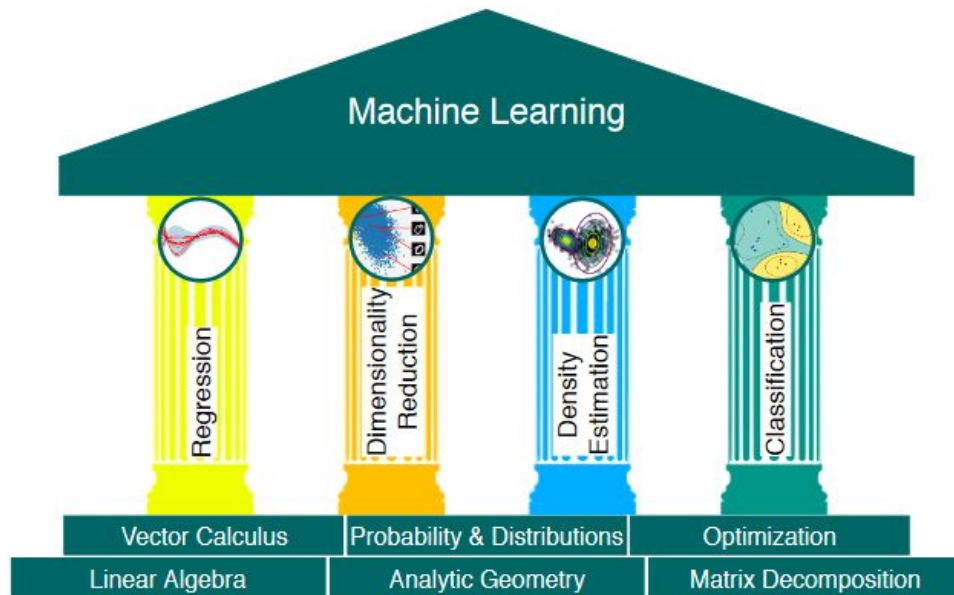 Machine Learning
Regression
Dimensionality
Reduction
Density
Estimation
Classification
Vector Calculus
Probability & Distributions
Optimization
Linear Algebra
Analytic Geometry
Matrix Decomposition